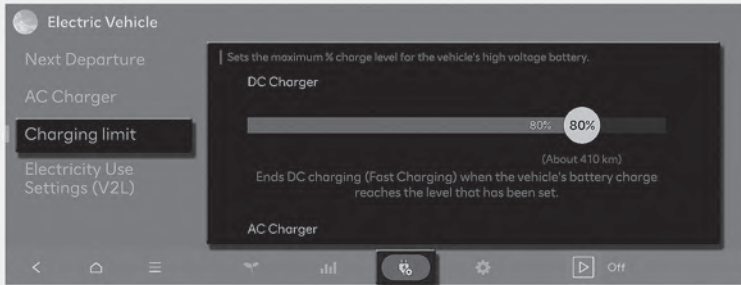 Electric Vehicle
Next Departure
AC Charger
Charging limit
Electricity Use
Settings (V2L)
Sets the maximum % charge level for the vehicle's high voltage battery.
DC Charger
80% 80%
(About 410 km)
Ends DC charging (Fast Charging) when the vehicle's battery charge
reaches the level that has been set.
AC Charger
Off